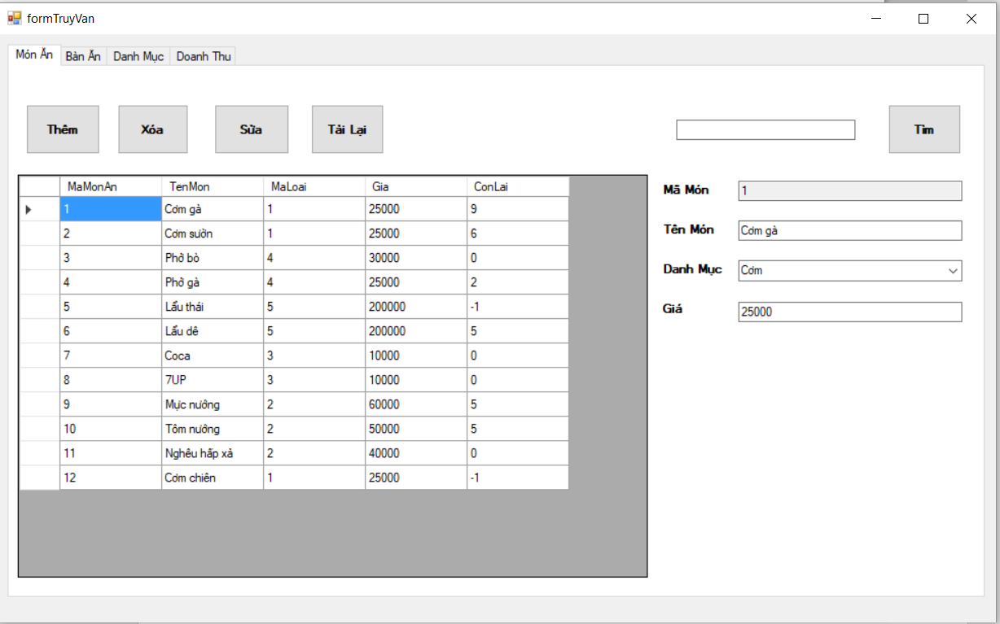 formTruyVan
Món Ăn Bàn Ăn Danh Mục Doanh Thu
Thêm Xóa Sửa Tải Lại Tìm
MaMonAn TenMon MaLoai Gia ConLai
1 Cơm gà 1 25000 9
2 Cơm sườn 1 25000 6
3 Phở bò 4 30000 0
4 Phở gà 4 25000 2
5 Lẩu thái 5 200000 -1
6 Lẩu dê 5 200000 5
7 Coca 3 10000 0
8 7UP 3 10000 0
9 Mực nướng 2 60000 5
10 Tôm nướng 2 50000 5
11 Nghêu hấp xả 2 40000 0
12 Cơm chiên 1 25000 -1
Mã Món 1
Tên Món Cơm gà
Danh Mục Cơm
Giá 25000